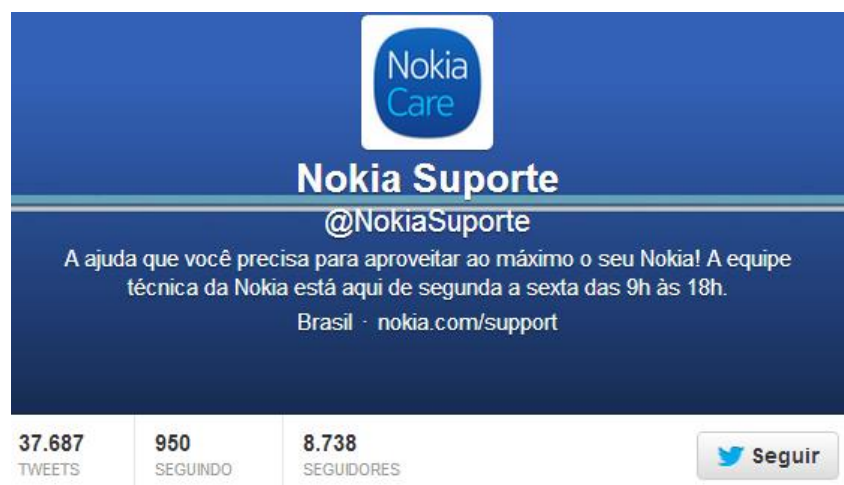 Nokia
Care
Nokia Suporte
@NokiaSuporte
A ajuda que você precisa para aproveitar ao máximo o seu Nokia! A equipe
técnica da Nokia está aqui de segunda a sexta das 9h às 18h.
Brasil · nokia.com/support
37.687 950 8.738 Seguir
TWEETS SEGUINDO SEGUIDORES